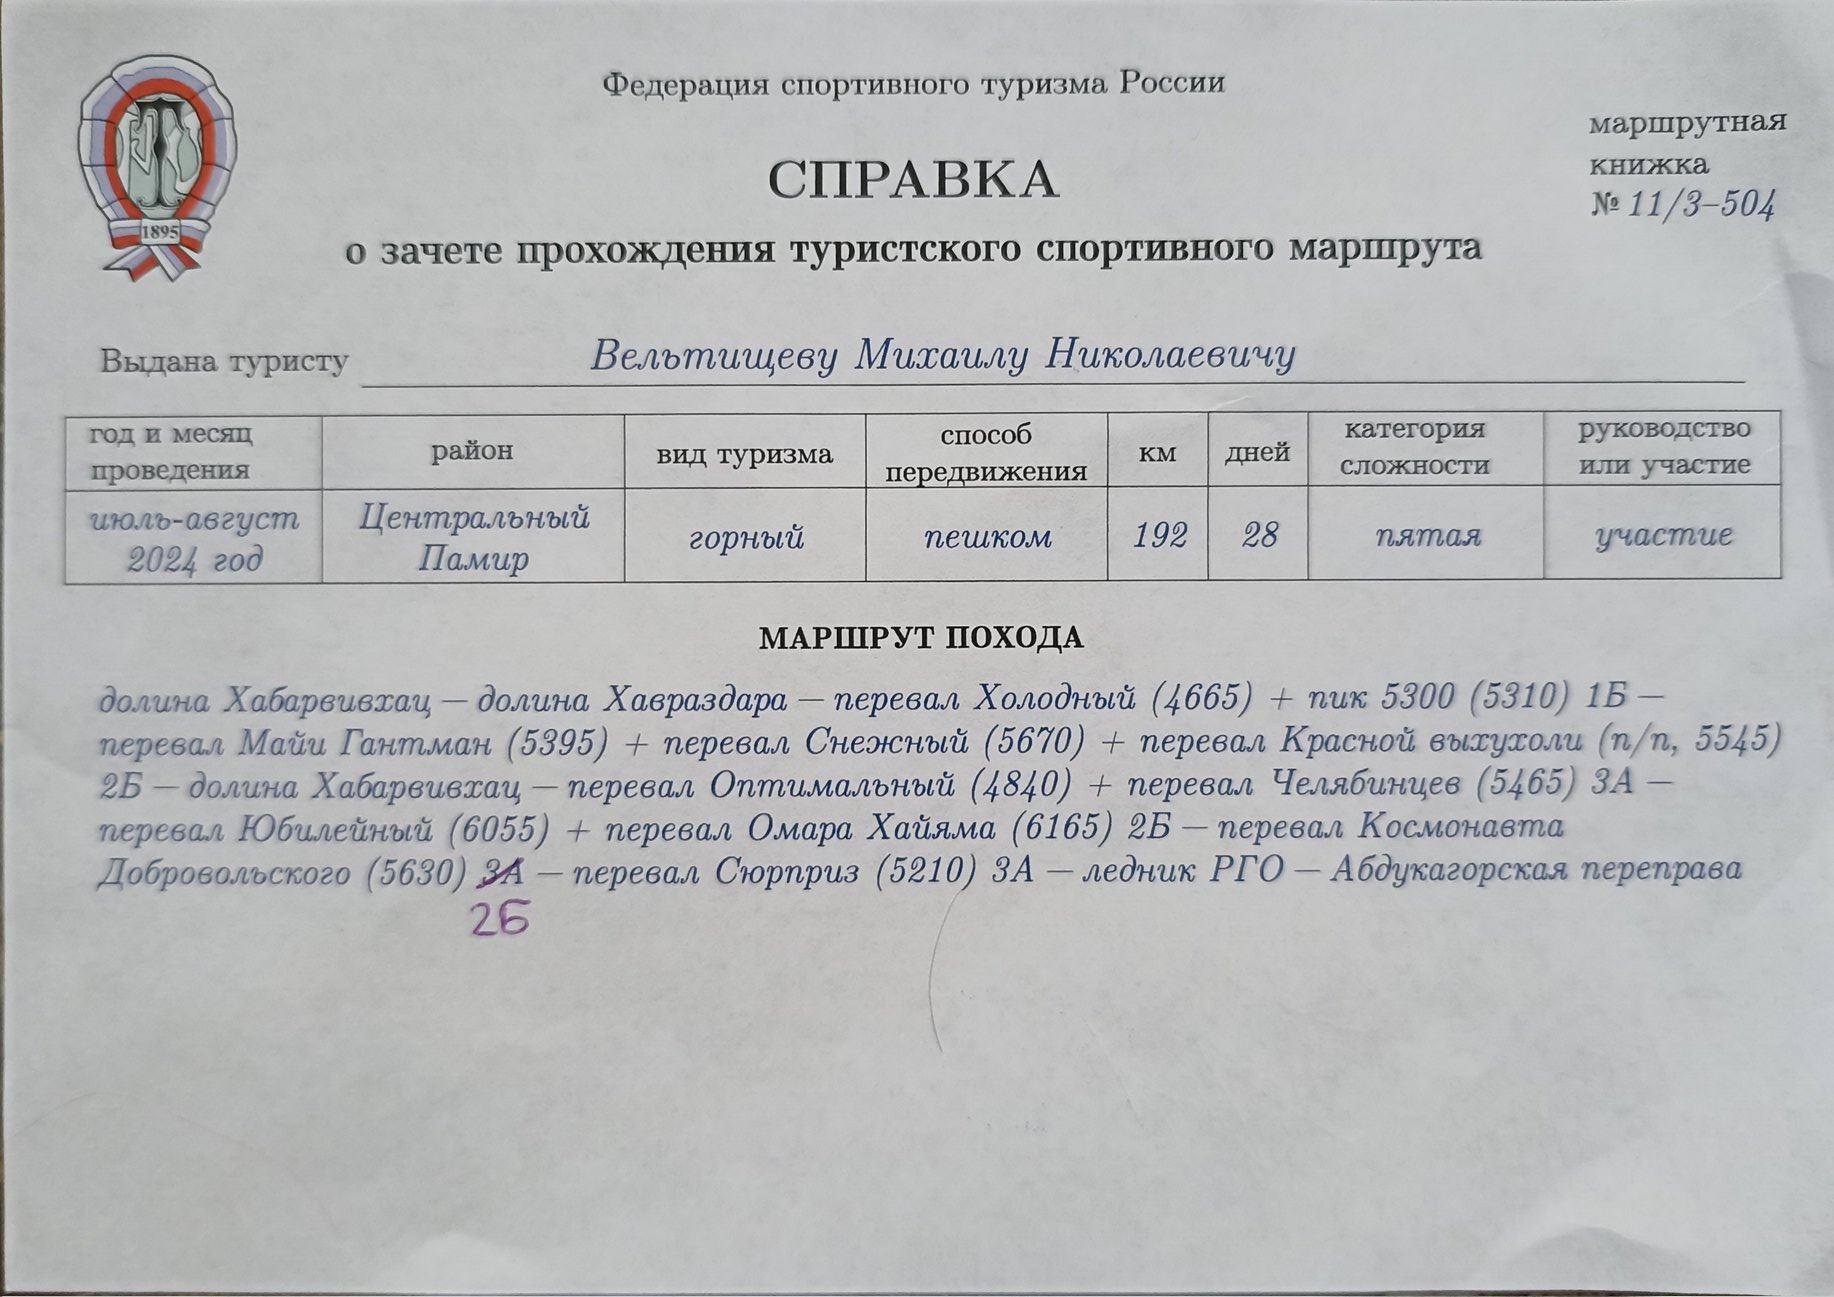 Федерация спортивного туризма России
маршрутная
книжка
№ 11/3–504
СПРАВКА
о зачете прохождения туристского спортивного маршрута
1895
Выдана туристу Вельтищеву Михаилу Николаевичу
год и месяц проведения район вид туризма способ передвижения км дней категория сложности руководство или участие
июль-август 2024 год Центральный Памир горный пешком 192 28 пятая участие
МАРШРУТ ПОХОДА
долина Хабарвивхац — долина Хавраздара — перевал Холодный (4665) + пик 5300 (5310) 1Б —
перевал Майи Гантман (5395) + перевал Снежный (5670) + перевал Красной выхухоли (п/п, 5545)
2Б — долина Хабарвивхац — перевал Оптимальный (4840) + перевал Челябинцев (5465) 3А —
перевал Юбилейный (6055) + перевал Омара Хайяма (6165) 2Б — перевал Космонавта
Добровольского (5630) 3А — перевал Сюрприз (5210) 3А — ледник РГО — Абдукагорская переправа
2Б